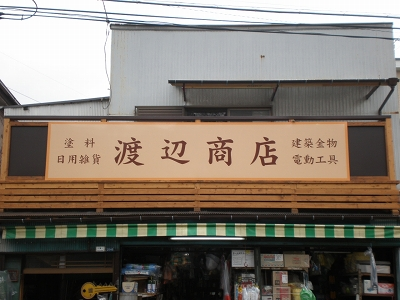 塗料
日用雑貨
渡辺商店
建築金物
電動工具